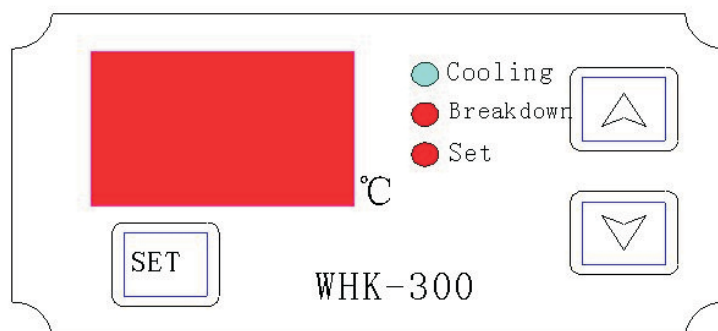 Cooling
Breakdown
Set
℃
SET
WHK-300